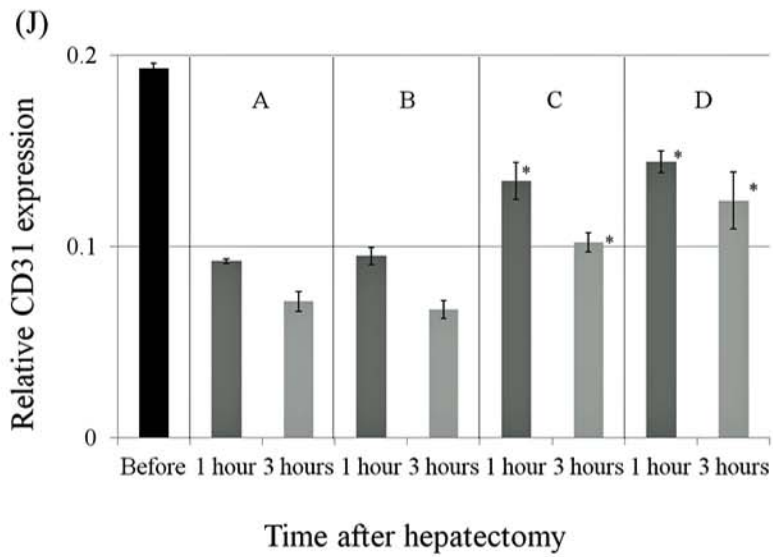 (J)
Relative CD31 expression
0.2
0.1
0
A B C D
* * * *
Before 1 hour 3 hours 1 hour 3 hours 1 hour 3 hours 1 hour 3 hours
Time after hepatectomy